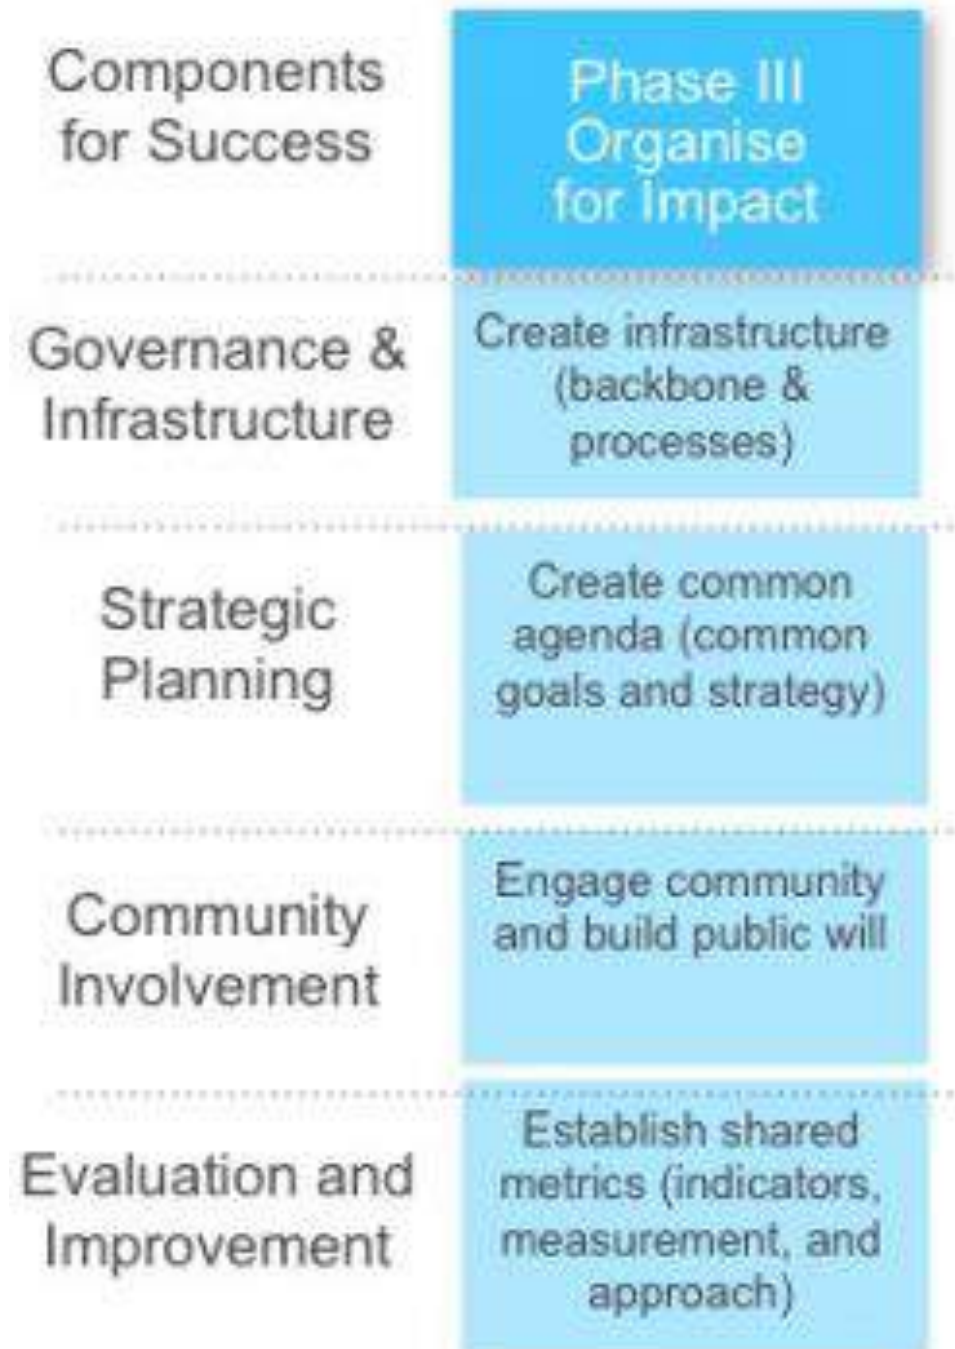 Components
for Success
Phase III
Organise
for Impact
Governance &
Infrastructure
Create infrastructure
(backbone &
processes)
Strategic
Planning
Create common
agenda (common
goals and strategy)
Community
Involvement
Engage community
and build public will
Evaluation and
Improvement
Establish shared
metrics (indicators,
measurement, and
approach)